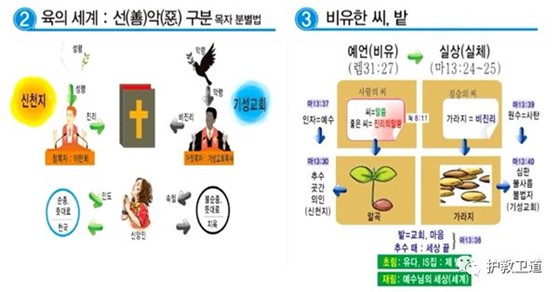 ② 육의 세계 : 선(善)악(惡) 구분 목자 분별법
성령
악령
신천지
성령
악령
기성교회
진리
비진리
참목자 : 이만희
거짓목자 : 기성교회목사
순종, 뜻대로
천국
인도
신앙인
속임
불순종, 뜻대로
지옥
③ 비유한 씨, 밭
예언(비유)
실상(실체)
(렘31:27)
(마13:24~25)
사람의 씨
짐승의 씨
마13:37
인자=예수
씨=말씀
좋은 씨= 진리의말씀
눅 8:11
가라지 = 비진리
마13:39
원수=사탄
마13:30
추수
곳간
의인
(신천지)
알곡
가라지
마13:40
심판
불사름
불법자
(기성교회)
밭=교회, 마음
추수 때 : 세상 끝
마13:38
초림 : 유다, IS집 : 제
재림 : 예수님의 세상(세계)
护教卫道